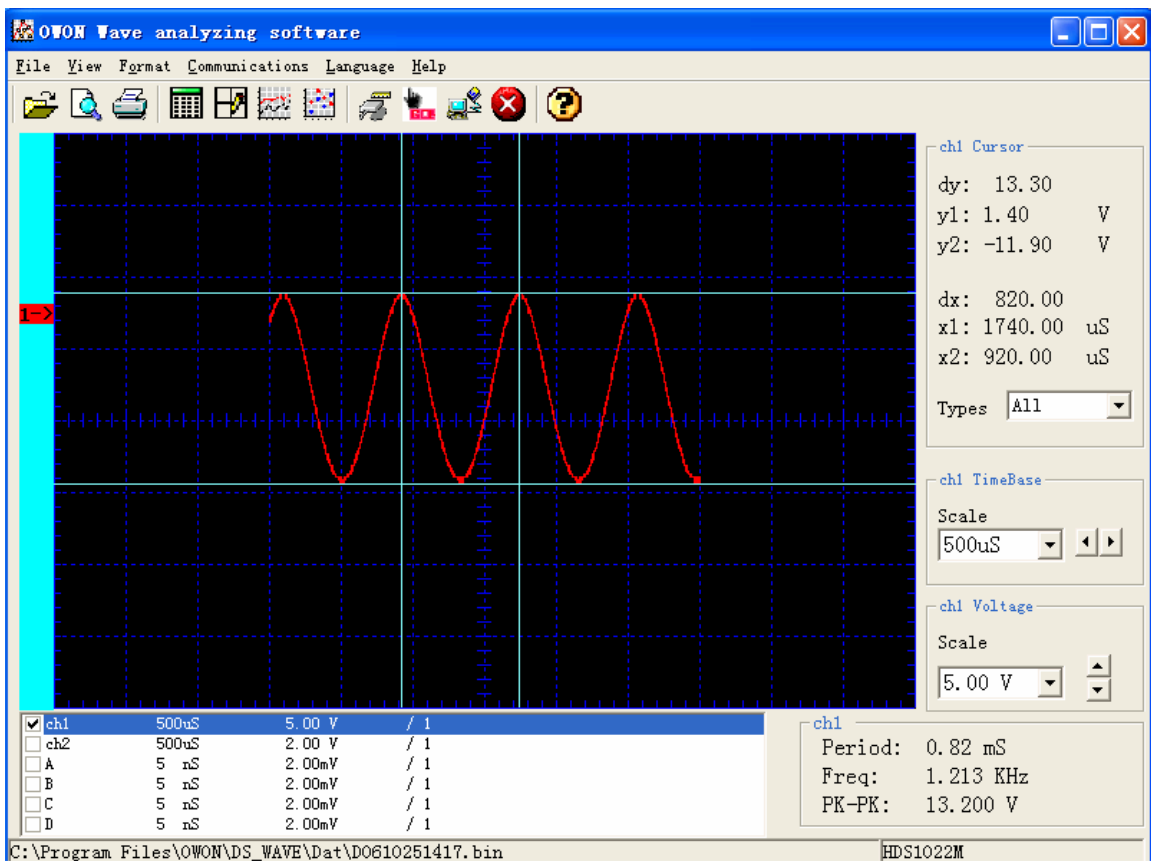 OWON Wave analyzing software
File View Format Communications Language Help
1->
ch1 Cursor
dy: 13.30
y1: 1.40 V
y2: -11.90 V
dx: 820.00
x1: 1740.00 uS
x2: 920.00 uS
Types All
ch1 TimeBase
Scale
500uS
ch1 Voltage
Scale
5.00 V
ch1 500uS 5.00 V / 1
ch2 500uS 2.00 V / 1
A 5 nS 2.00mV / 1
B 5 nS 2.00mV / 1
C 5 nS 2.00mV / 1
D 5 nS 2.00mV / 1
ch1
Period: 0.82 mS
Freq: 1.213 KHz
PK-PK: 13.200 V
C:\Program Files\OWON\DS_WAVE\Dat\D0610251417.bin
HDS1022M